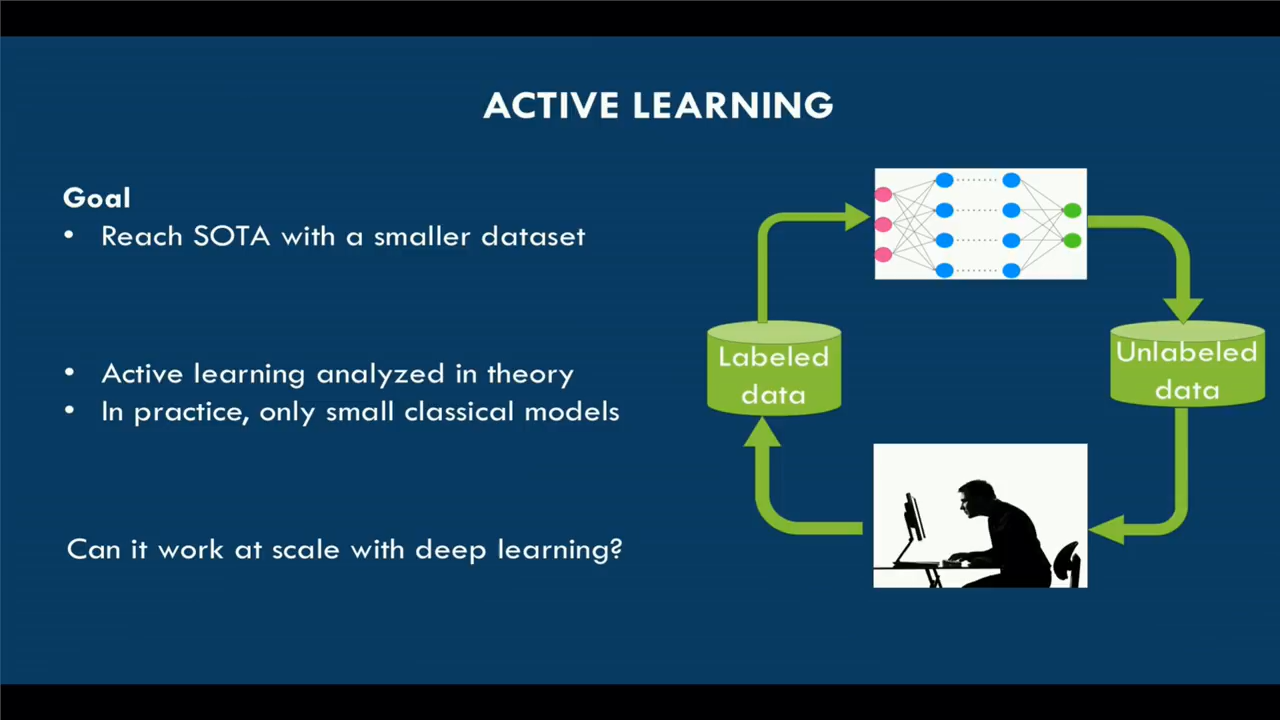 ACTIVE LEARNING
Goal
• Reach SOTA with a smaller dataset
• Active learning analyzed in theory
• In practice, only small classical models
Can it work at scale with deep learning?
Labeled
data
Unlabeled
data